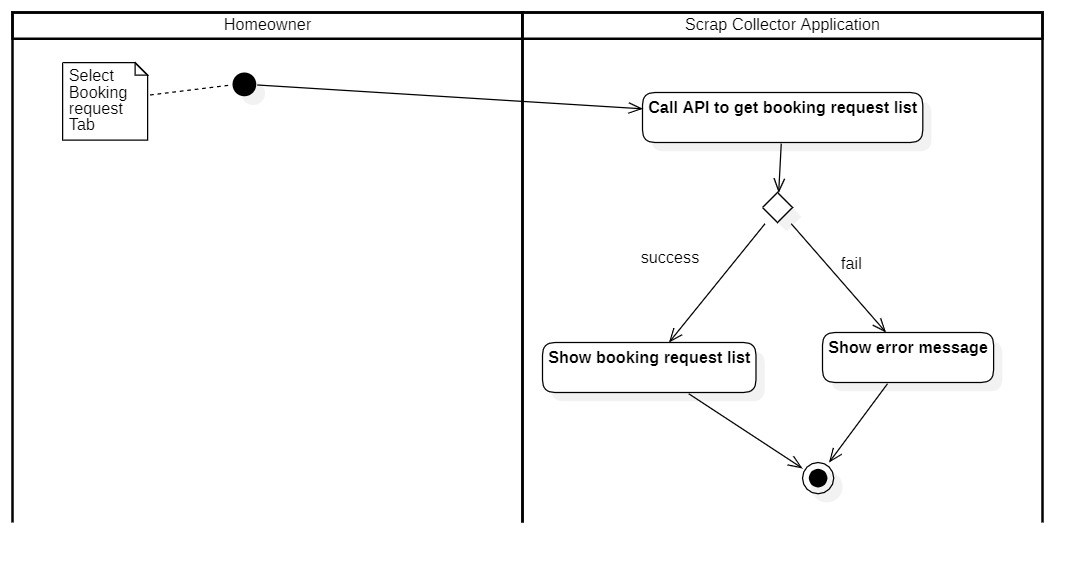 Homeowner
Scrap Collector Application
Select
Booking
request
Tab
Call API to get booking request list
success
fail
Show booking request list
Show error message